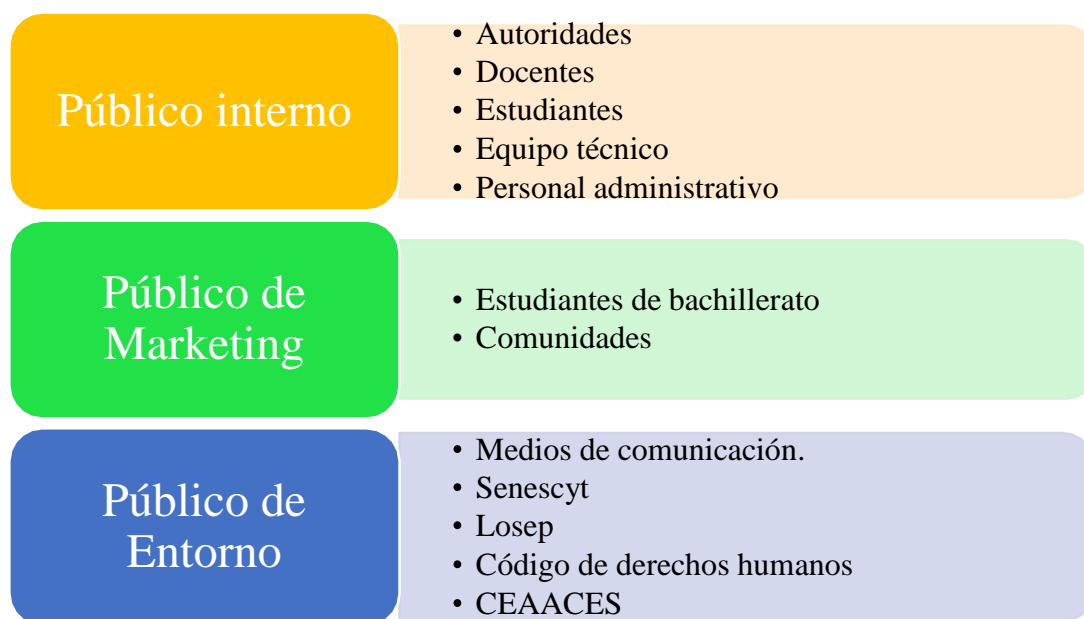 Público interno
• Autoridades
• Docentes
• Estudiantes
• Equipo técnico
• Personal administrativo
Público de
Marketing
• Estudiantes de bachillerato
• Comunidades
Público de
Entorno
• Medios de comunicación.
• Senescyt
• Losep
• Código de derechos humanos
• CEAACES